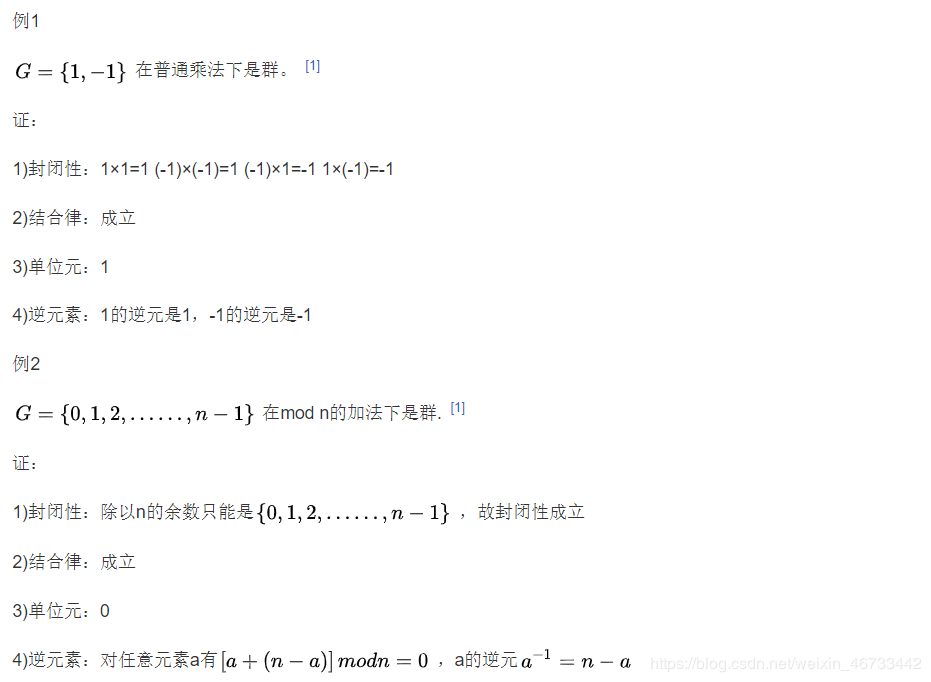 例1
G = {1, −1} 在普通乘法下是群。 [1]
证：
1)封闭性：1×1=1 (-1)×(-1)=1 (-1)×1=-1 1×(-1)=-1
2)结合律：成立
3)单位元：1
4)逆元素：1的逆元是1，-1的逆元是-1
例2
G = {0, 1, 2, . . . . . . , n − 1} 在mod n的加法下是群. [1]
证：
1)封闭性：除以n的余数只能是{0, 1, 2, . . . . . . , n − 1} ，故封闭性成立
2)结合律：成立
3)单位元：0
4)逆元素：对任意元素a有[a + (n − a)] modn = 0 ，a的逆元a⁻¹ = n − a https://blog.csdn.net/weixin_46733442